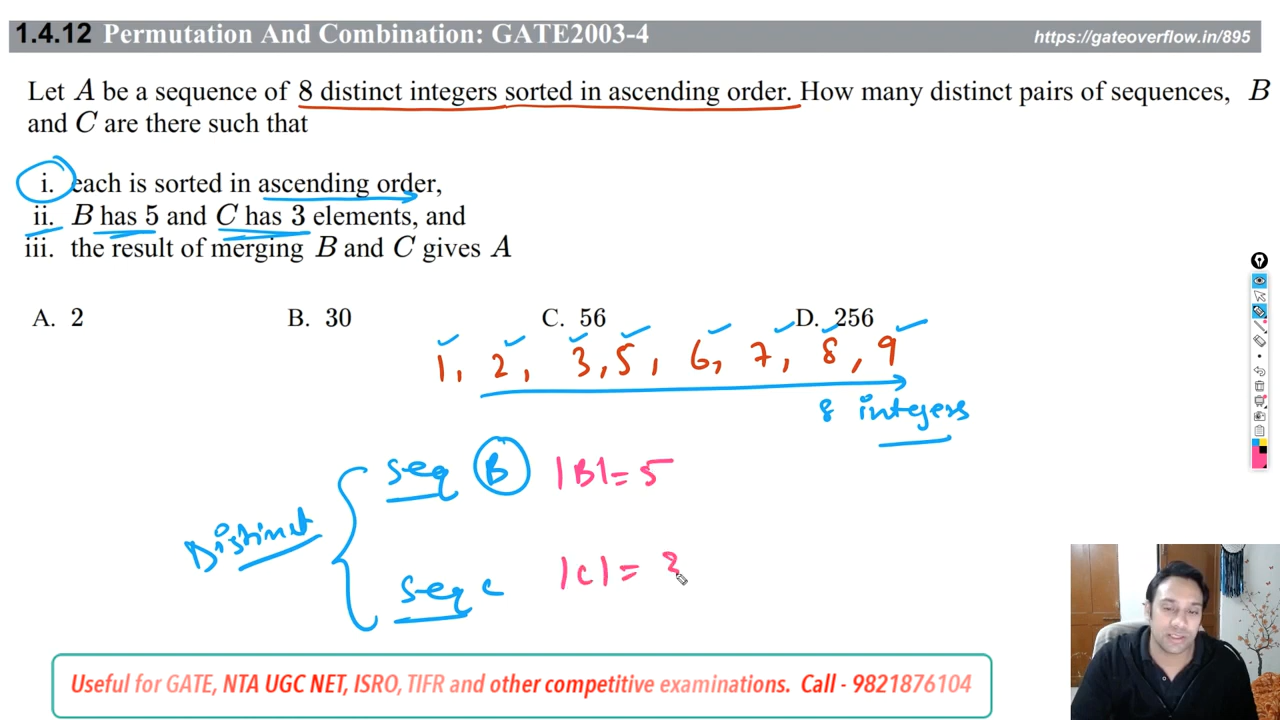 1.4.12 Permutation And Combination: GATE2003-4
https://gateoverflow.in/895
Let A be a sequence of 8 distinct integers sorted in ascending order. How many distinct pairs of sequences, B
and C are there such that
i. each is sorted in ascending order,
ii. B has 5 and C has 3 elements, and
iii. the result of merging B and C gives A
A. 2 B. 30 C. 56 D. 256
1, 2, 3, 5, 6, 7, 8, 9
8 integers
seq B |B| = 5
Distinct
seq c |c| = 3
Useful for GATE, NTA UGC NET, ISRO, TIFR and other competitive examinations. Call - 9821876104